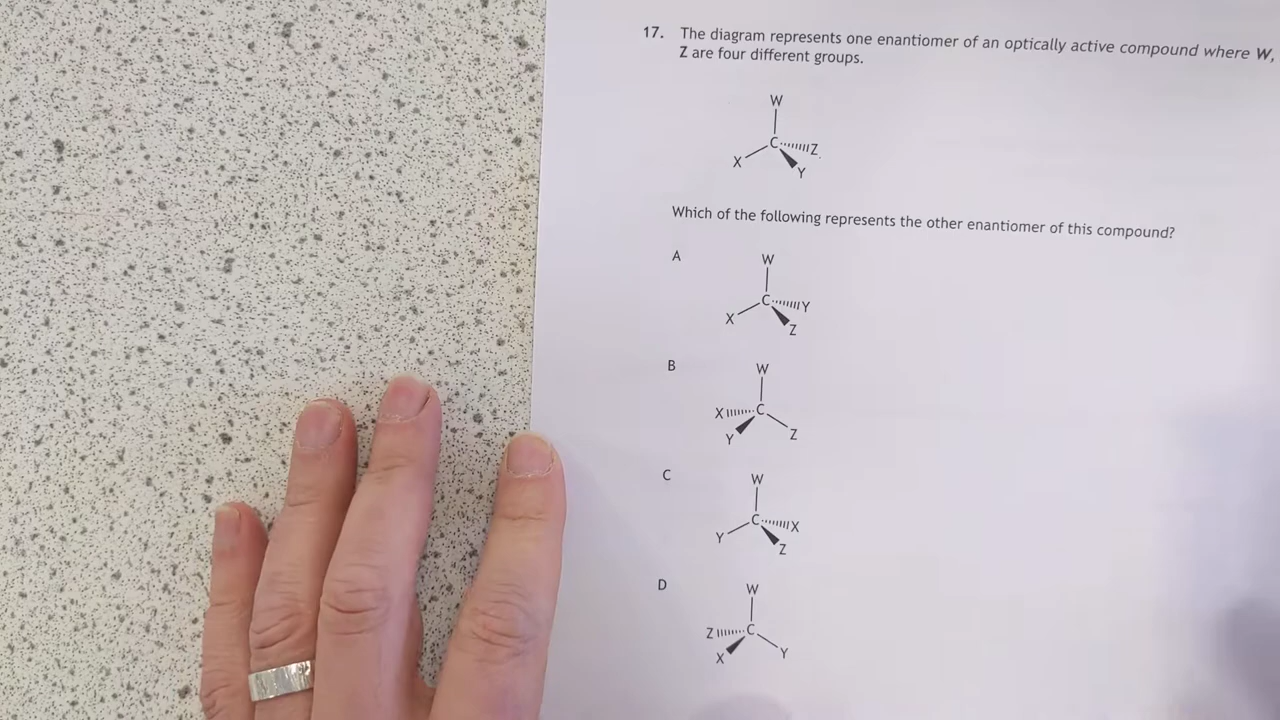 17. The diagram represents one enantiomer of an optically active compound where W,
Z are four different groups.
W
C Z
X
Y
Which of the following represents the other enantiomer of this compound?
A
W
C Y
X
Z
B
W
X C
Y Z
C
W
C X
Y
Z
D
W
Z C
X Y